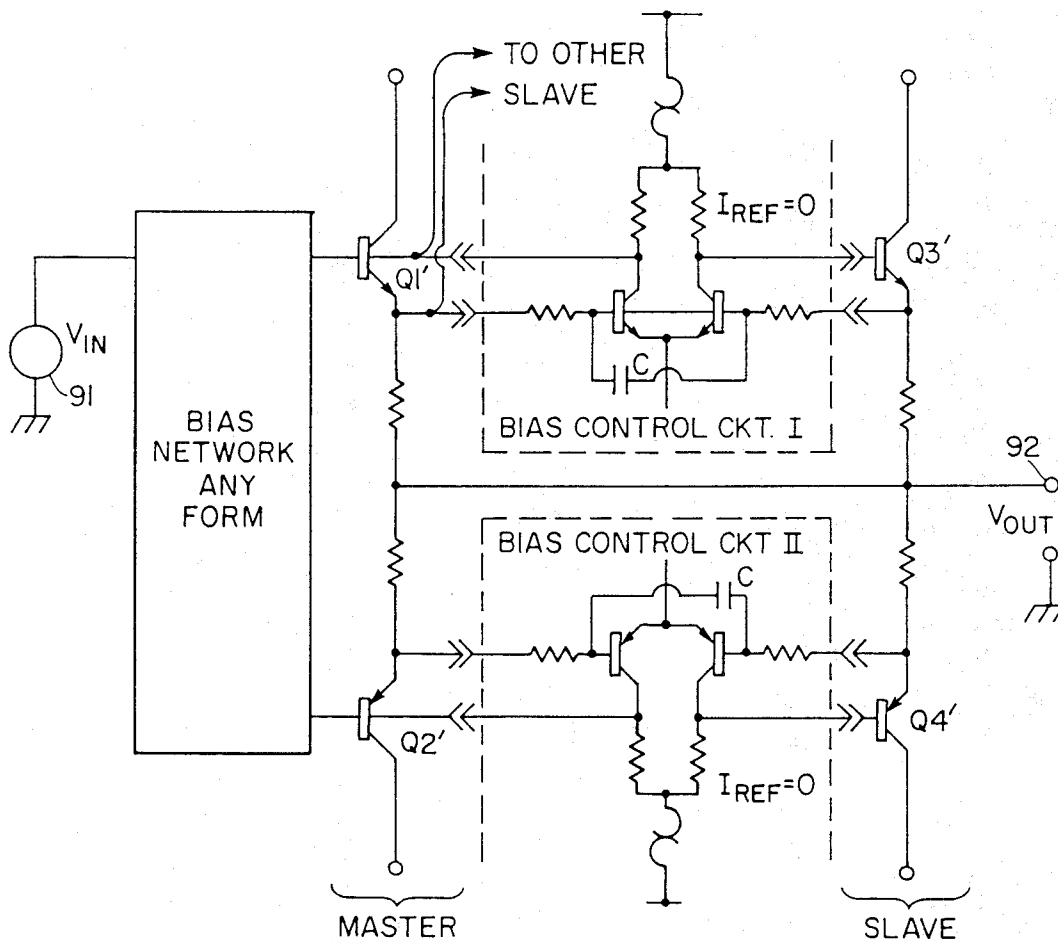 TO OTHER
SLAVE
I_REF=0
Q1'
Q3'
V_IN
91
BIAS
NETWORK
ANY
FORM
C
BIAS CONTROL CKT. I
92
V_OUT
BIAS CONTROL CKT II
C
Q2'
Q4'
I_REF=0
MASTER
SLAVE